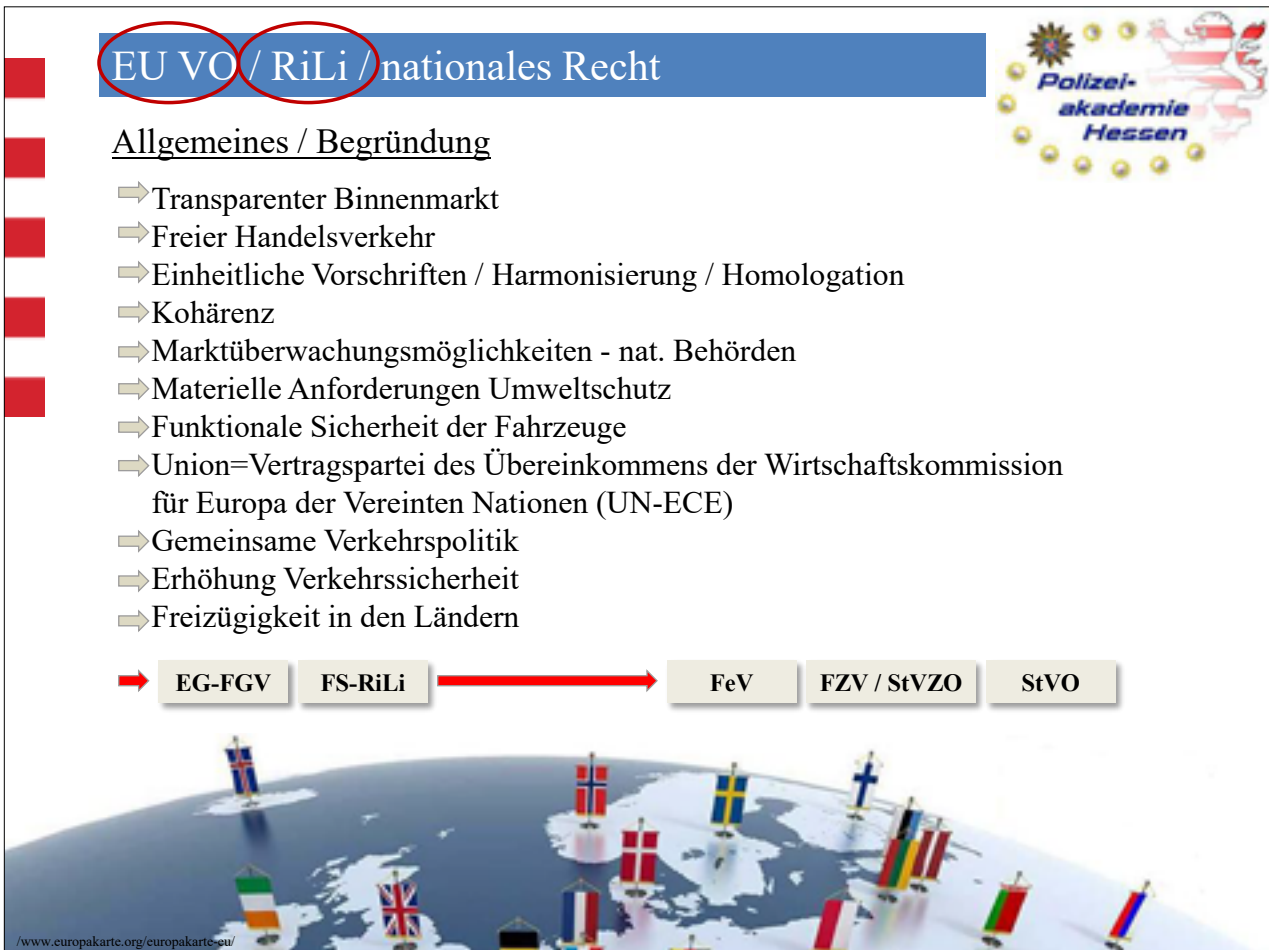 EU VO / RiLi / nationales Recht
Polizei-
akademie
Hessen
Allgemeines / Begründung
Transparenter Binnenmarkt
Freier Handelsverkehr
Einheitliche Vorschriften / Harmonisierung / Homologation
Kohärenz
Marktüberwachungsmöglichkeiten - nat. Behörden
Materielle Anforderungen Umweltschutz
Funktionale Sicherheit der Fahrzeuge
Union=Vertragspartei des Übereinkommens der Wirtschaftskommission
für Europa der Vereinten Nationen (UN-ECE)
Gemeinsame Verkehrspolitik
Erhöhung Verkehrssicherheit
Freizügigkeit in den Ländern
EG-FGV FS-RiLi FeV FZV / StVZO StVO
/www.europakarte.org/europakarte-eu/